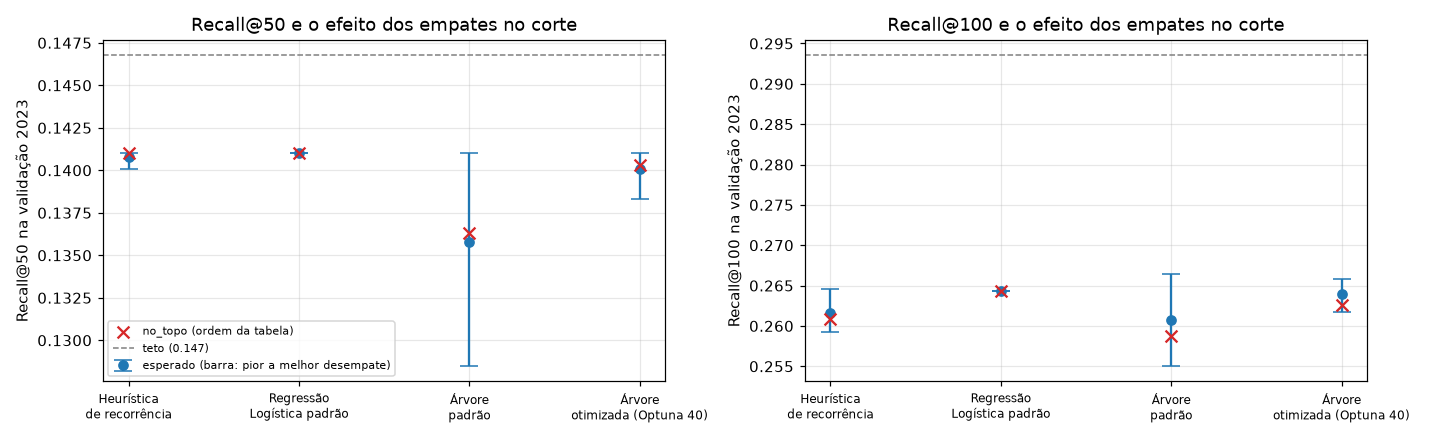 Recall@50 e o efeito dos empates no corte
Recall@50 na validação 2023
0.1475
0.1450
0.1425
0.1400
0.1375
0.1350
0.1325
0.1300
no_topo (ordem da tabela)
teto (0.147)
esperado (barra: pior a melhor desempate)
Heurística
de recorrência
Regressão
Logística padrão
Árvore
padrão
Árvore
otimizada (Optuna 40)
Recall@100 e o efeito dos empates no corte
Recall@100 na validação 2023
0.295
0.290
0.285
0.280
0.275
0.270
0.265
0.260
0.255
Heurística
de recorrência
Regressão
Logística padrão
Árvore
padrão
Árvore
otimizada (Optuna 40)